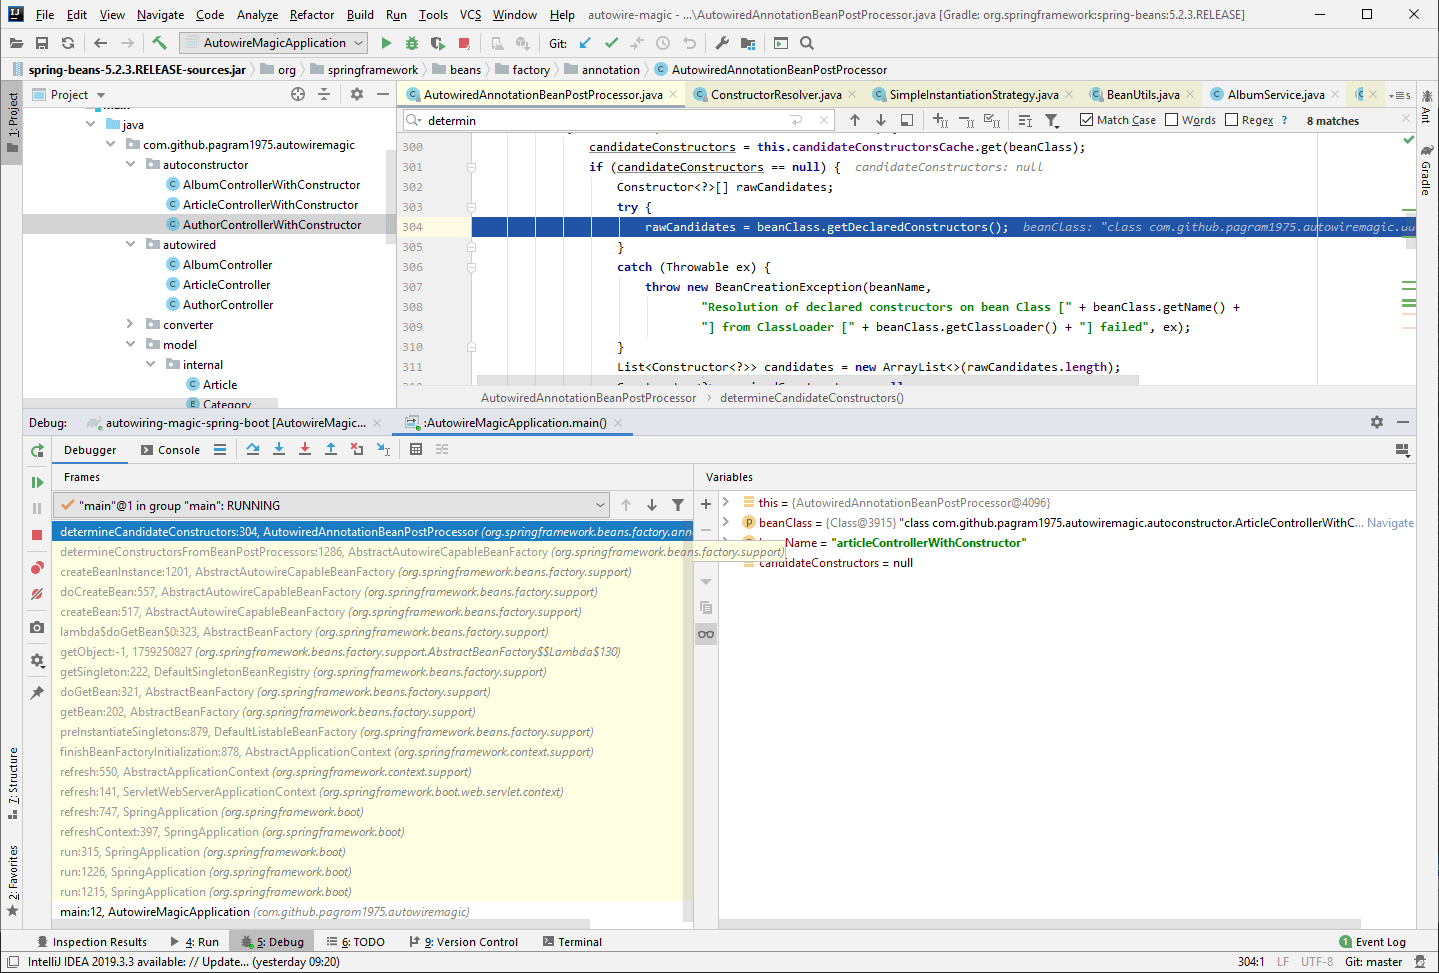 File Edit View Navigate Code Analyze Refactor Build Run Tools VCS Window Help autowire-magic - ...\AutowiredAnnotationBeanPostProcessor.java [Gradle: org.springframework:spring-beans:5.2.3.RELEASE]
AutowireMagicApplication Git:
spring-beans-5.2.3.RELEASE-sources.jar org springframework beans factory annotation AutowiredAnnotationBeanPostProcessor
Project
AutowiredAnnotationBeanPostProcessor.java ConstructorResolver.java SimpleInstantiationStrategy.java BeanUtils.java AlbumService.java
determin Match Case Words Regex ? 8 matches
1: Project
main
java
com.github.pagram1975.autowiremagic
autoconstructor
AlbumControllerWithConstructor
ArticleControllerWithConstructor
AuthorControllerWithConstructor
autowired
AlbumController
ArticleController
AuthorController
converter
model
internal
Article
Category
300 candidateConstructors = this.candidateConstructorsCache.get(beanClass);
301 if (candidateConstructors == null) { candidateConstructors: null
302 Constructor<?>[] rawCandidates;
303 try {
304 rawCandidates = beanClass.getDeclaredConstructors(); beanClass: "class com.github.pagram1975.autowiremagic.au
305 }
306 catch (Throwable ex) {
307 throw new BeanCreationException(beanName,
308 "Resolution of declared constructors on bean Class [" + beanClass.getName() +
309 "] from ClassLoader [" + beanClass.getClassLoader() + "] failed", ex);
310 }
311 List<Constructor<?>> candidates = new ArrayList<>(rawCandidates.length);
AutowiredAnnotationBeanPostProcessor › determineCandidateConstructors()
Ant
Gradle
Debug: autowiring-magic-spring-boot [AutowireMagic... :AutowireMagicApplication.main()
Debugger Console
Frames
"main"@1 in group "main": RUNNING
determineCandidateConstructors:304, AutowiredAnnotationBeanPostProcessor (org.springframework.beans.factory.ann
determineConstructorsFromBeanPostProcessors:1286, AbstractAutowireCapableBeanFactory (org.springframework.beans.factory.support)
createBeanInstance:1201, AbstractAutowireCapableBeanFactory (org.springframework.beans.factory.support)
doCreateBean:557, AbstractAutowireCapableBeanFactory (org.springframework.beans.factory.support)
createBean:517, AbstractAutowireCapableBeanFactory (org.springframework.beans.factory.support)
lambda$doGetBean$0:323, AbstractBeanFactory (org.springframework.beans.factory.support)
getObject:-1, 1759250827 (org.springframework.beans.factory.support.AbstractBeanFactory$$Lambda$130)
getSingleton:222, DefaultSingletonBeanRegistry (org.springframework.beans.factory.support)
doGetBean:321, AbstractBeanFactory (org.springframework.beans.factory.support)
getBean:202, AbstractBeanFactory (org.springframework.beans.factory.support)
preInstantiateSingletons:879, DefaultListableBeanFactory (org.springframework.beans.factory.support)
finishBeanFactoryInitialization:878, AbstractApplicationContext (org.springframework.context.support)
refresh:550, AbstractApplicationContext (org.springframework.context.support)
refresh:141, ServletWebServerApplicationContext (org.springframework.boot.web.servlet.context)
refresh:747, SpringApplication (org.springframework.boot)
refreshContext:397, SpringApplication (org.springframework.boot)
run:315, SpringApplication (org.springframework.boot)
run:1226, SpringApplication (org.springframework.boot)
run:1215, SpringApplication (org.springframework.boot)
main:12, AutowireMagicApplication (com.github.pagram1975.autowiremagic)
Variables
this = {AutowiredAnnotationBeanPostProcessor@4096}
beanClass = {Class@3915} "class com.github.pagram1975.autowiremagic.autoconstructor.ArticleControllerWithC... Navigate
Name = "articleControllerWithConstructor"
candidateConstructors = null
7: Structure
2: Favorites
Inspection Results 4: Run 5: Debug 6: TODO 9: Version Control Terminal 1 Event Log
IntelliJ IDEA 2019.3.3 available: // Update... (yesterday 09:20) 304:1 LF UTF-8 Git: master